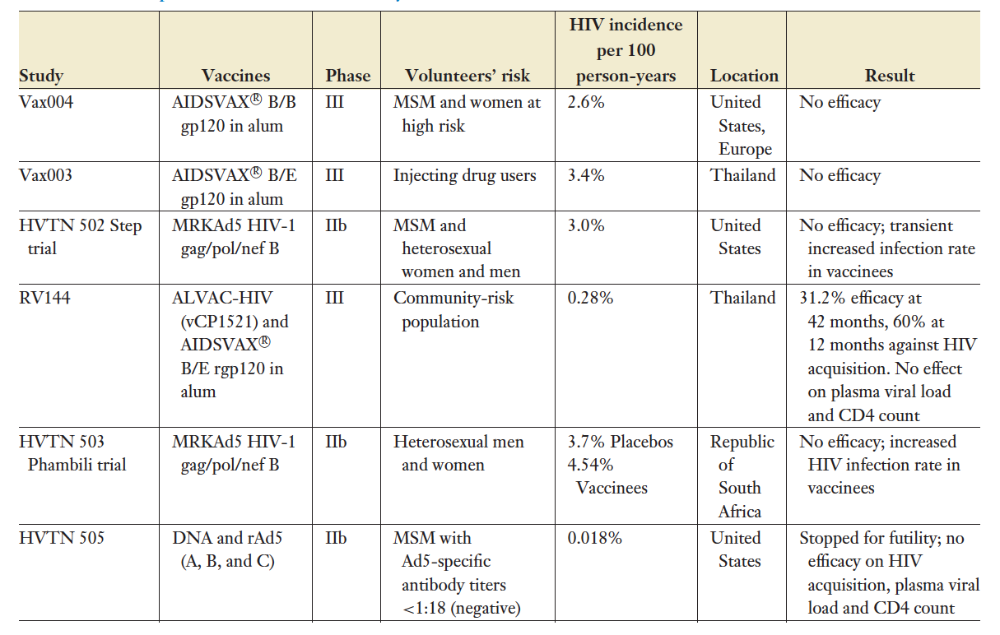 HIV incidence
per 100
Study Vaccines Phase Volunteers’ risk person-years Location Result
Vax004 AIDSVAX® B/B III MSM and women at 2.6% United No efficacy
gp120 in alum high risk States,
Europe
Vax003 AIDSVAX® B/E III Injecting drug users 3.4% Thailand No efficacy
gp120 in alum
HVTN 502 Step MRKAd5 HIV-1 IIb MSM and 3.0% United No efficacy; transient
trial gag/pol/nef B heterosexual States increased infection rate
women and men in vaccinees
RV144 ALVAC-HIV III Community-risk 0.28% Thailand 31.2% efficacy at
(vCP1521) and population 42 months, 60% at
AIDSVAX® 12 months against HIV
B/E rgp120 in acquisition. No effect
alum on plasma viral load
and CD4 count
HVTN 503 MRKAd5 HIV-1 IIb Heterosexual men 3.7% Placebos Republic No efficacy; increased
Phambili trial gag/pol/nef B and women 4.54% of HIV infection rate in
Vaccinees South vaccinees
Africa
HVTN 505 DNA and rAd5 IIb MSM with 0.018% United Stopped for futility; no
(A, B, and C) Ad5-specific States efficacy on HIV
antibody titers acquisition, plasma viral
<1:18 (negative) load and CD4 count